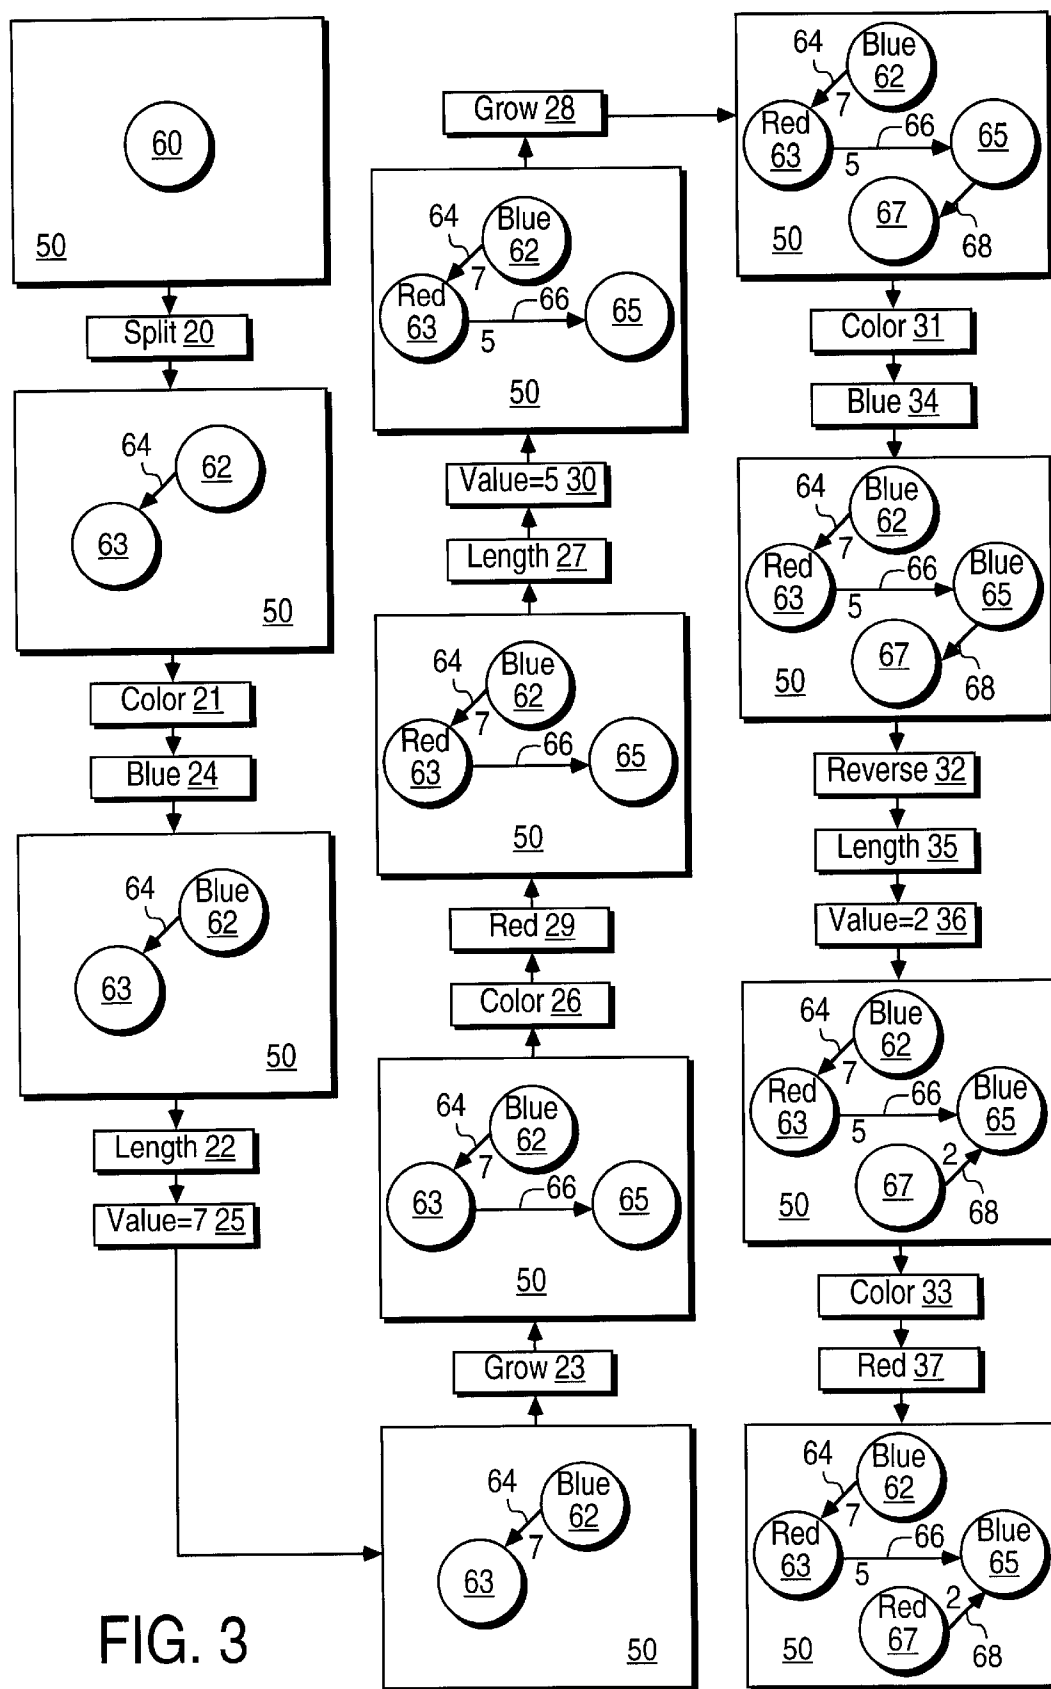 60
50
Split 20
64
62
63
50
Color 21
Blue 24
64
Blue
62
63
50
Length 22
Value=7 25
64
Blue
62
7
63
50
Grow 23
64
Blue
62
7
63
66
65
50
Color 26
Red 29
64
Blue
62
7
Red
63
66
65
50
Length 27
Value=5 30
64
Blue
62
7
Red
63
66
5
65
50
Grow 28
64
Blue
62
7
Red
63
66
5
65
67
50
68
Color 31
Blue 34
64
Blue
62
7
Red
63
66
5
Blue
65
67
50
68
Reverse 32
Length 35
Value=2 36
64
Blue
62
7
Red
63
66
5
Blue
65
2
67
50
68
Color 33
Red 37
64
Blue
62
7
Red
63
66
5
Blue
65
2
Red
67
50
68
FIG. 3